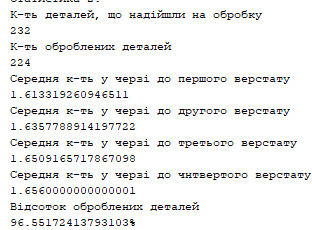 К-ть деталей, що надійшли на обробку
232
К-ть оброблених деталей
224
Середня к-ть у черзі до першого верстату
1.613319260946511
Середня к-ть у черзі до другого верстату
1.6357788914197722
Середня к-ть у черзі до третього верстату
1.6509165717867098
Середня к-ть у черзі до чнтвертого верстату
1.6560000000000001
Відсоток оброблених деталей
96.55172413793103%